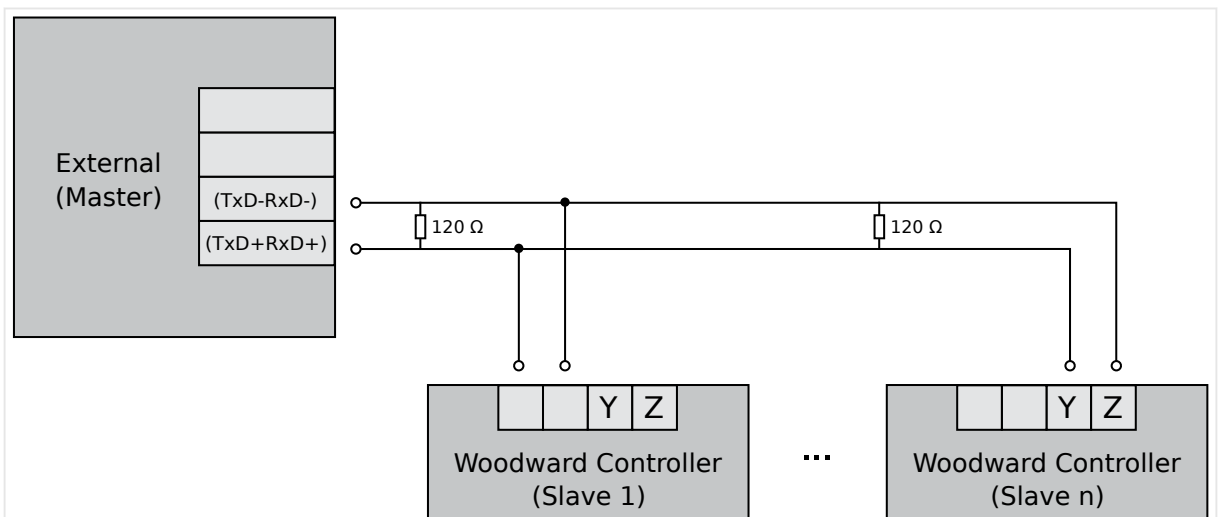 External
(Master)
(TxD-RxD-)
(TxD+RxD+)
120 Ω
120 Ω
Y Z
Y Z
Woodward Controller
(Slave 1)
...
Woodward Controller
(Slave n)